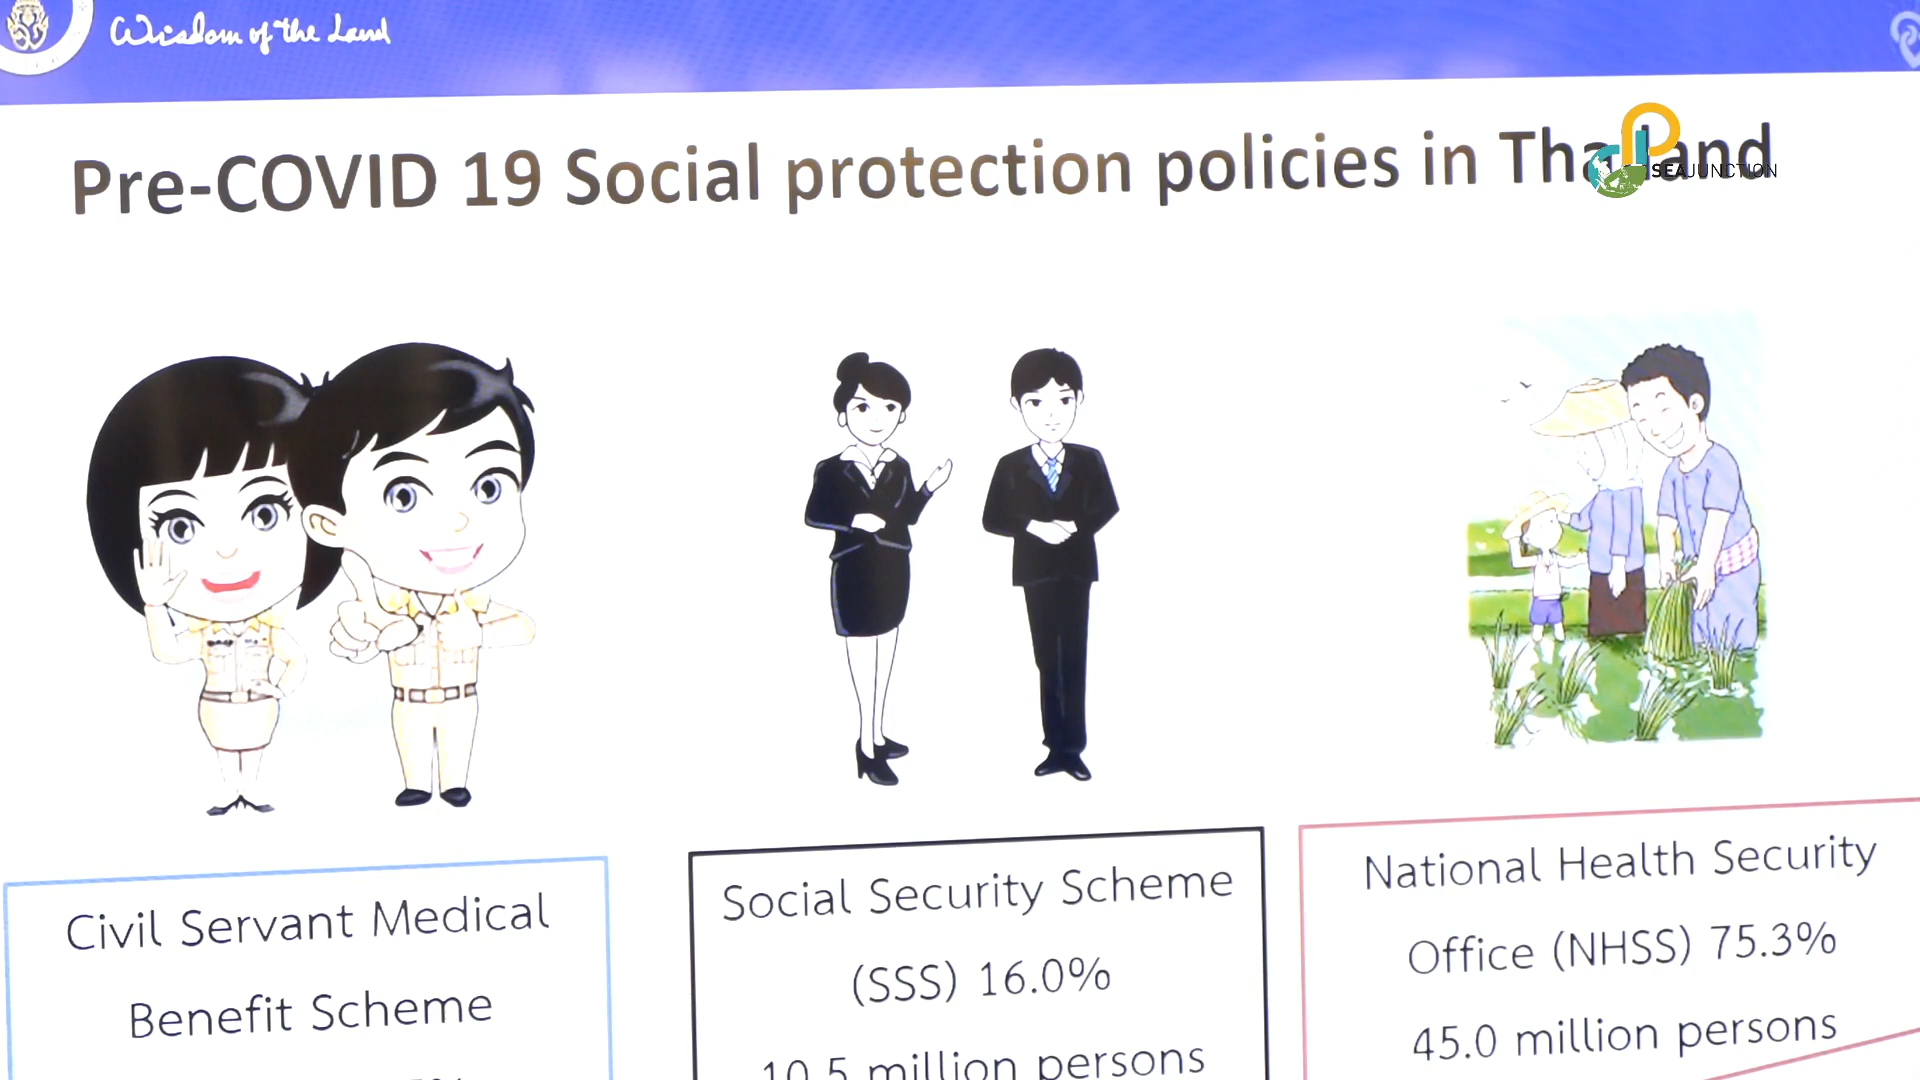 Wisdom of the Land
Pre-COVID 19 Social protection policies in Thailand
SEAJUNCTION
Civil Servant Medical
Benefit Scheme
Social Security Scheme
(SSS) 16.0%
10.5 million persons
National Health Security
Office (NHSS) 75.3%
45.0 million persons